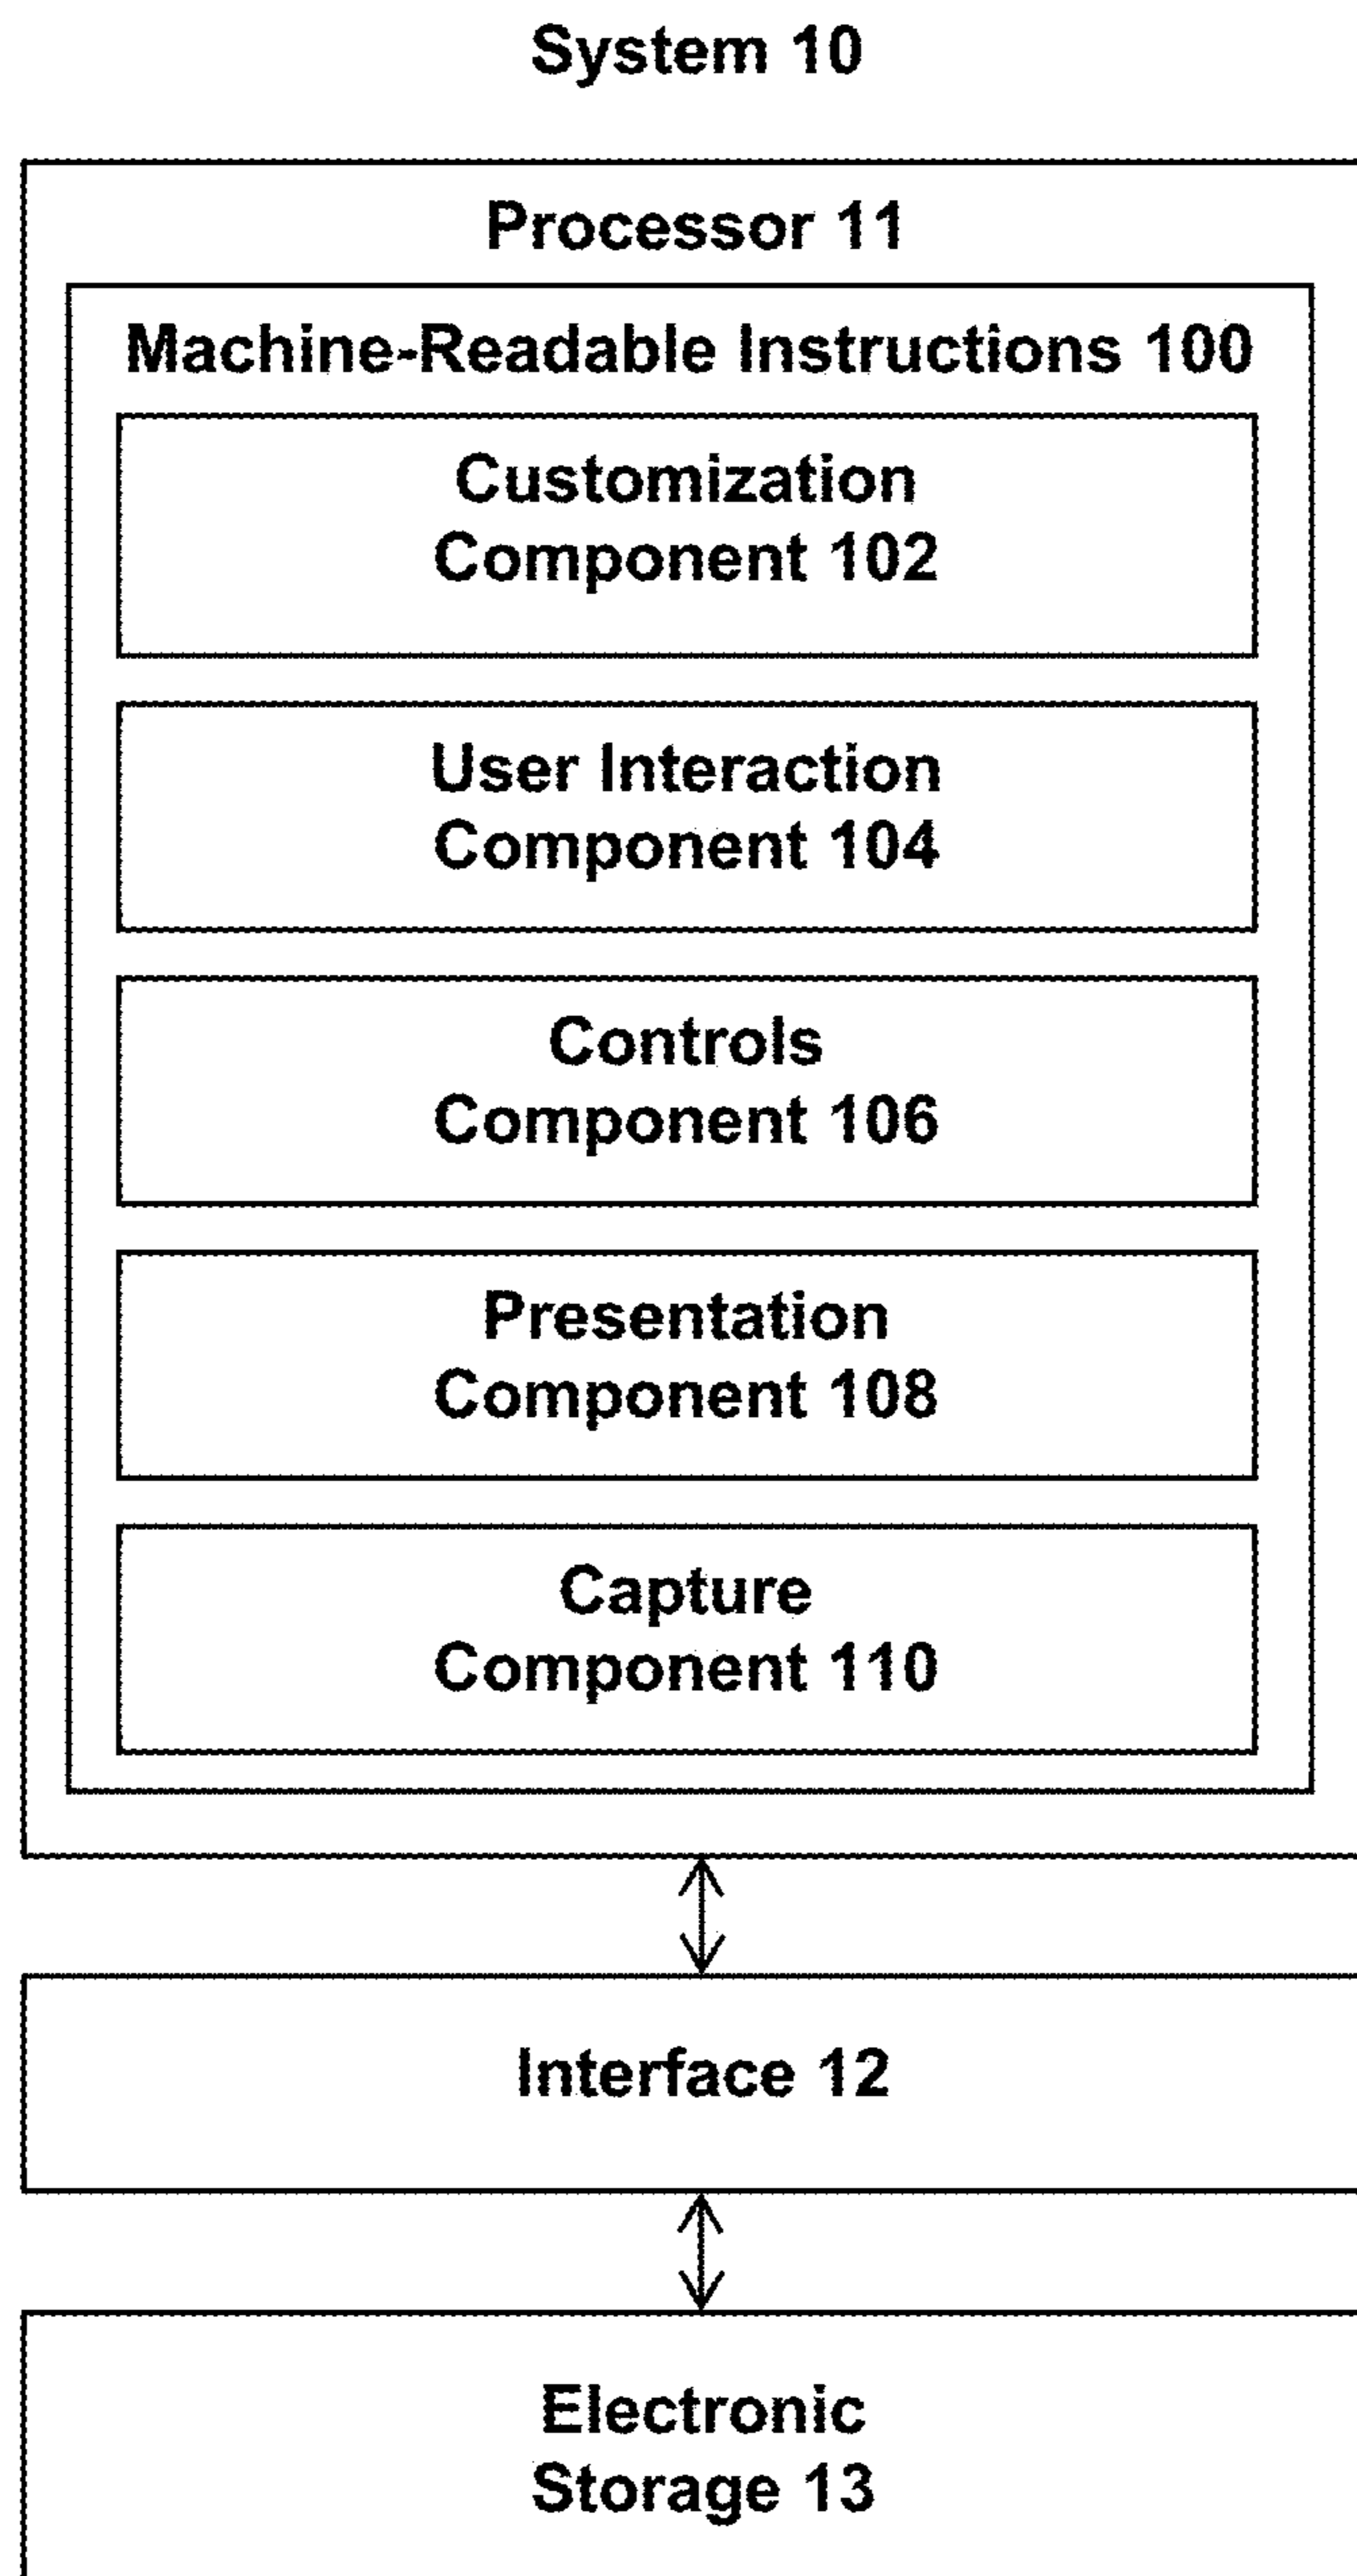 System 10
Processor 11
Machine-Readable Instructions 100
Customization
Component 102
User Interaction
Component 104
Controls
Component 106
Presentation
Component 108
Capture
Component 110
Interface 12
Electronic
Storage 13